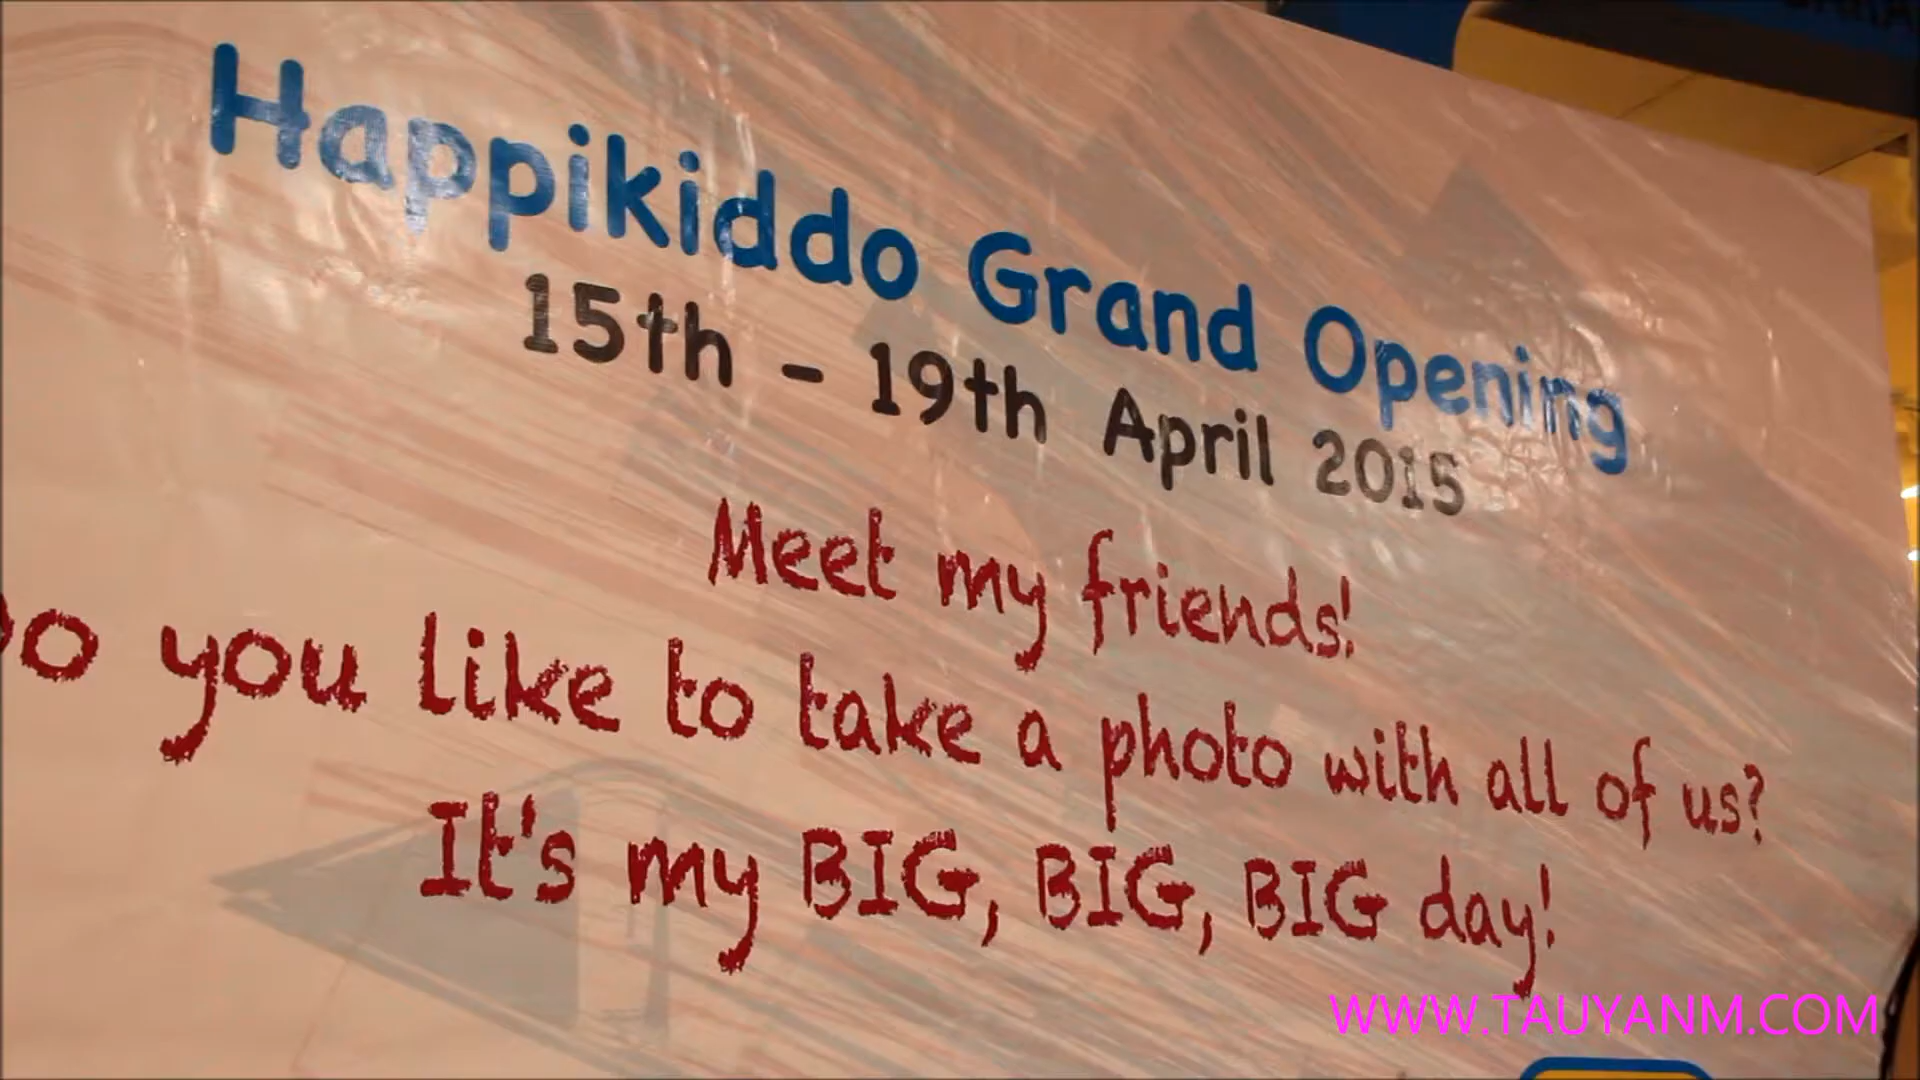 Happikiddo Grand Opening
15th - 19th April 2015
Meet my friends!
Do you like to take a photo with all of us?
It's my BIG, BIG, BIG day!
WWW.TAUYANM.COM